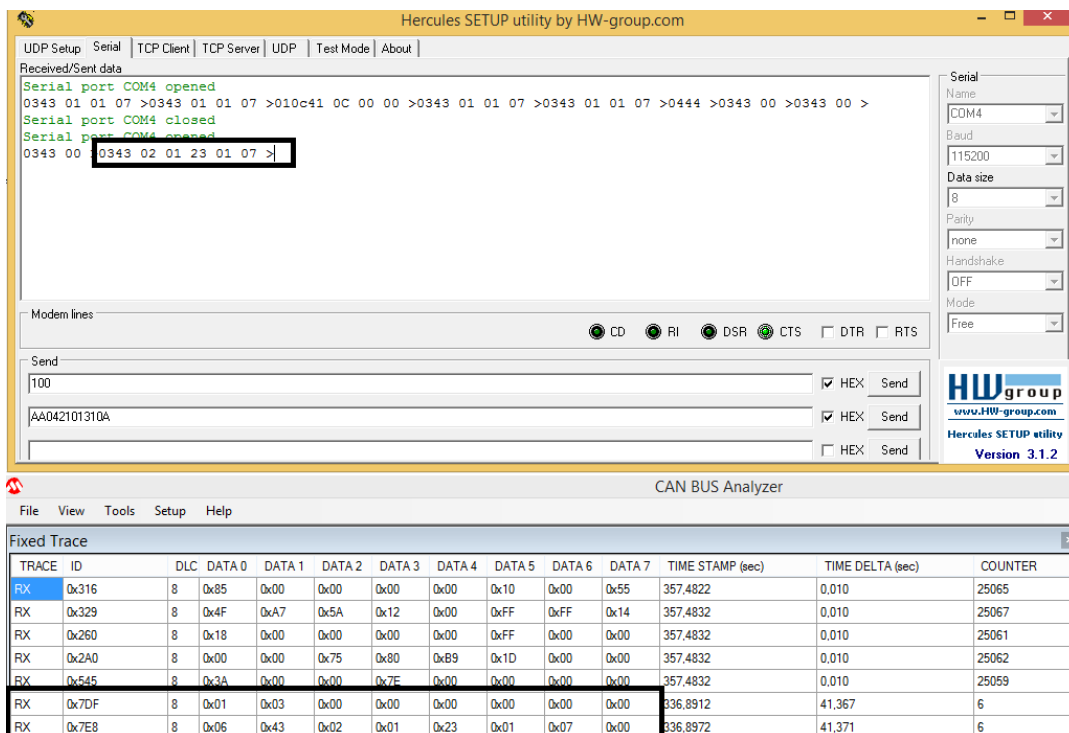 Hercules SETUP utility by HW-group.com
UDP Setup Serial TCP Client TCP Server UDP Test Mode About
Received/Sent data
Serial port COM4 opened
0343 01 01 07 >0343 01 01 07 >010c41 0C 00 00 >0343 01 01 07 >0343 01 01 07 >0444 >0343 00 >0343 00 >
Serial port COM4 closed
Serial port COM4 opened
0343 00 >0343 02 01 23 01 07 >
Serial
Name
COM4
Baud
115200
Data size
8
Parity
none
Handshake
OFF
Mode
Free
Modem lines
CD RI DSR CTS DTR RTS
Send
100 HEX Send
AA042101310A HEX Send
HEX Send
HW group
www.HW-group.com
Hercules SETUP utility
Version 3.1.2
CAN BUS Analyzer
File View Tools Setup Help
Fixed Trace
TRACE ID DLC DATA 0 DATA 1 DATA 2 DATA 3 DATA 4 DATA 5 DATA 6 DATA 7 TIME STAMP (sec) TIME DELTA (sec) COUNTER
RX 0x316 8 0x85 0x00 0x00 0x00 0x00 0x10 0x00 0x55 357,4822 0,010 25065
RX 0x329 8 0x4F 0xA7 0x5A 0x12 0x00 0xFF 0xFF 0x14 357,4832 0,010 25067
RX 0x260 8 0x18 0x00 0x00 0x00 0x00 0xFF 0x00 0x00 357,4832 0,010 25061
RX 0x2A0 8 0x00 0x00 0x75 0x80 0xB9 0x1D 0x00 0x00 357,4832 0,010 25062
RX 0x545 8 0x3A 0x00 0x00 0x7E 0x00 0x00 0x00 0x00 357,4832 0,010 25059
RX 0x7DF 8 0x01 0x03 0x00 0x00 0x00 0x00 0x00 0x00 336,8912 41,367 6
RX 0x7E8 8 0x06 0x43 0x02 0x01 0x23 0x01 0x07 0x00 336,8972 41,371 6